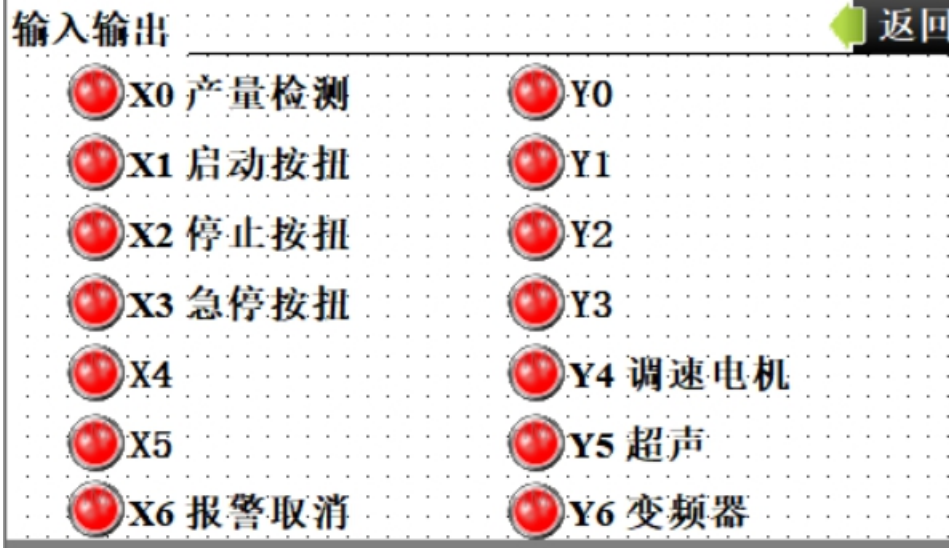 输入输出 返回
X0 产量检测 Y0
X1 启动按扭 Y1
X2 停止按扭 Y2
X3 急停按扭 Y3
X4 Y4 调速电机
X5 Y5 超声
X6 报警取消 Y6 变频器